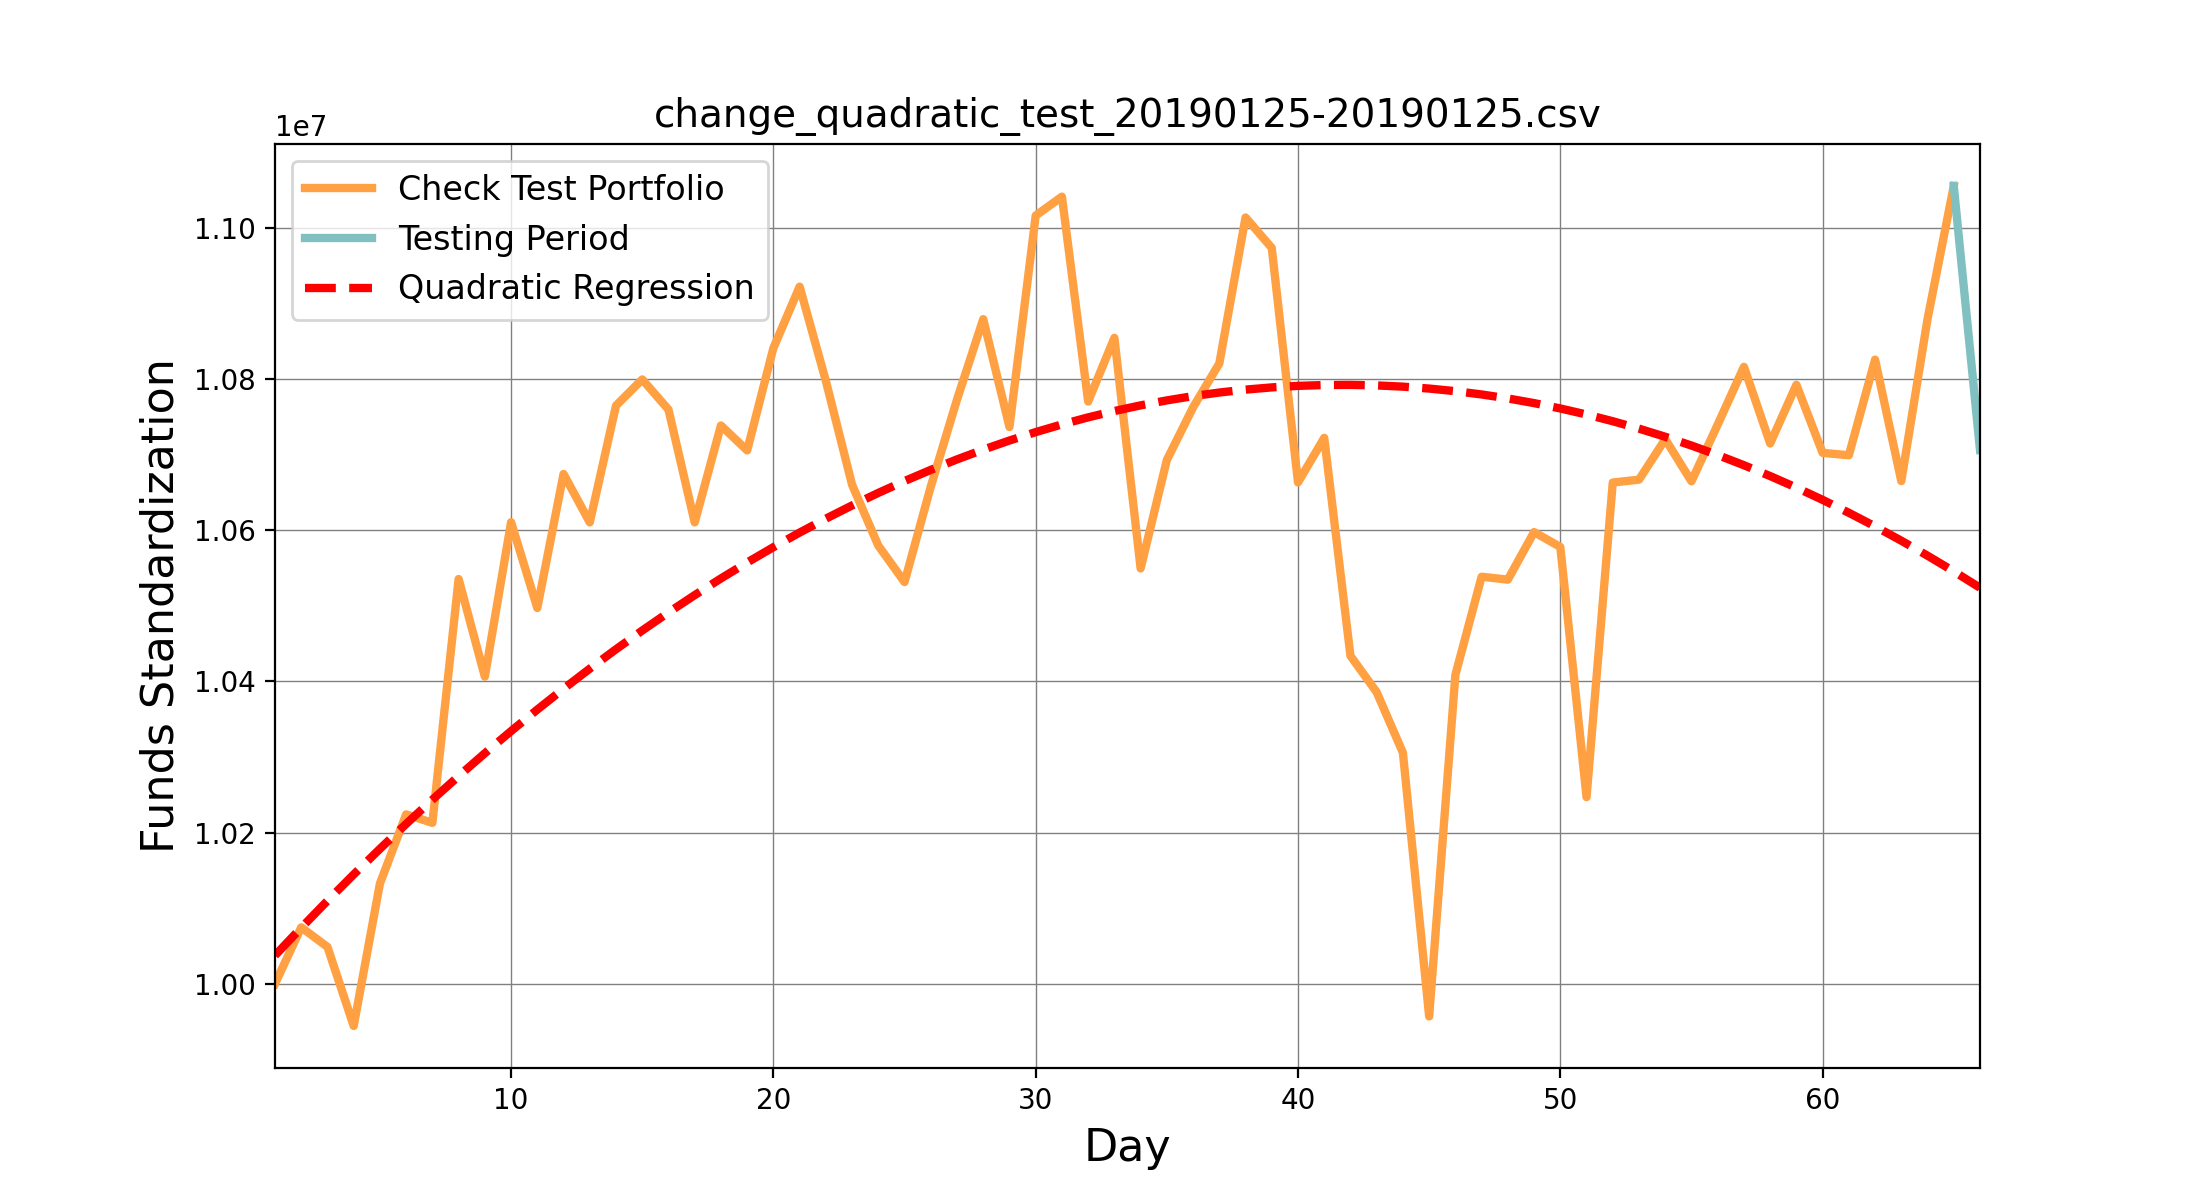 change_quadratic_test_20190125-20190125.csv
1e7
Check Test Portfolio
Testing Period
Quadratic Regression
1.10
1.08
1.06
1.04
1.02
1.00
Funds Standardization
10 20 30 40 50 60
Day